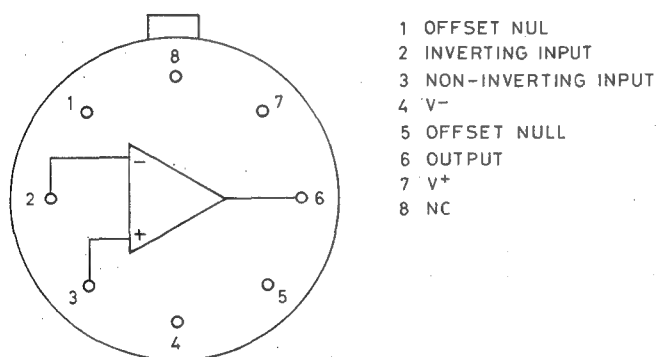 8
1
7
2
6
3
5
4
−
+
1 OFFSET NUL
2 INVERTING INPUT
3 NON-INVERTING INPUT
4 V-
5 OFFSET NULL
6 OUTPUT
7 V+
8 NC